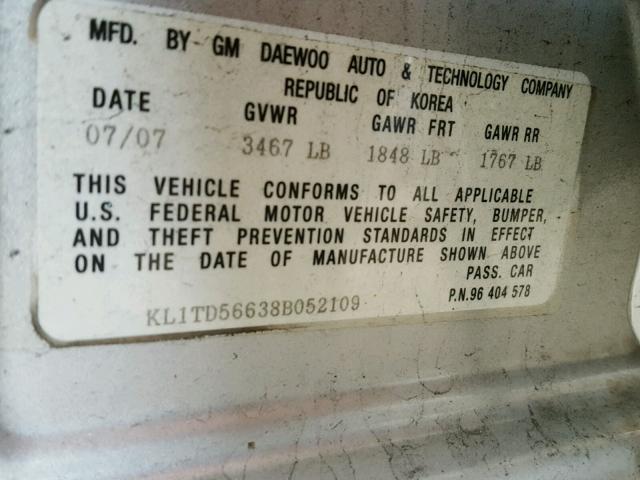 MFD. BY GM DAEWOO AUTO & TECHNOLOGY COMPANY
REPUBLIC OF KOREA
DATE GVWR GAWR FRT GAWR RR
07/07 3467 LB 1848 LB 1767 LB
THIS VEHICLE CONFORMS TO ALL APPLICABLE
U.S. FEDERAL MOTOR VEHICLE SAFETY, BUMPER,
AND THEFT PREVENTION STANDARDS IN EFFECT
ON THE DATE OF MANUFACTURE SHOWN ABOVE
PASS. CAR
KL1TD56638B052109 P.N.96 404 578